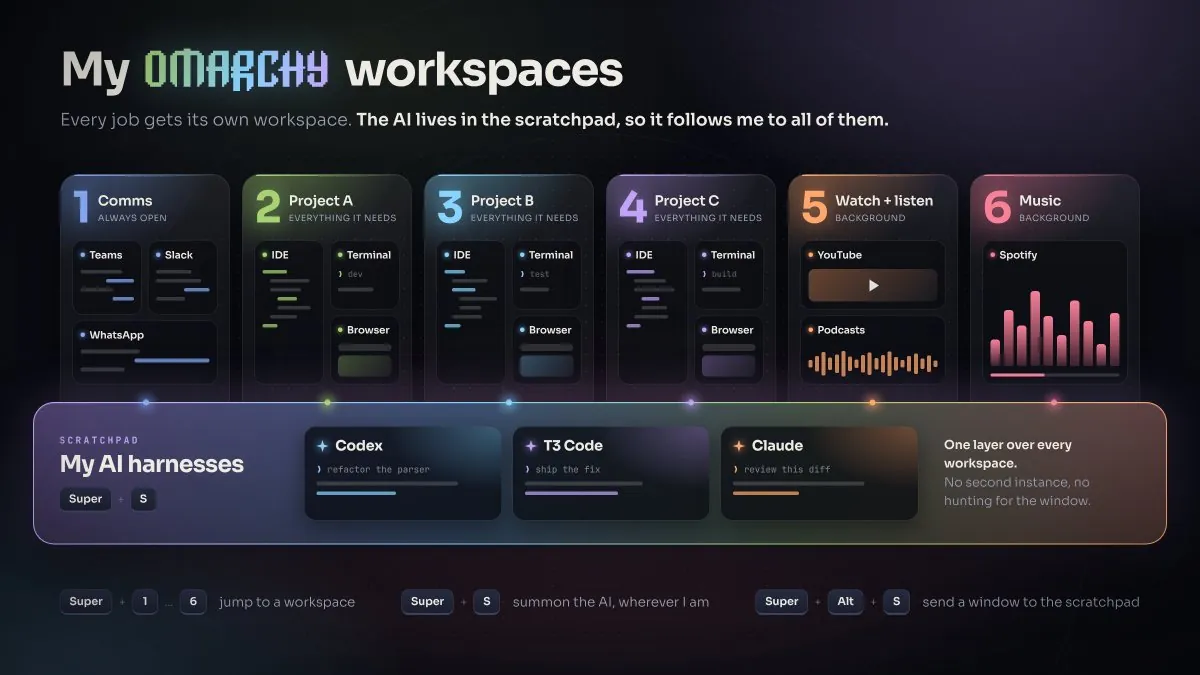 My OMARCHY workspaces
Every job gets its own workspace. The AI lives in the scratchpad, so it follows me to all of them.
1 Comms
ALWAYS OPEN
Teams
Slack
WhatsApp
2 Project A
EVERYTHING IT NEEDS
IDE
Terminal
❯ dev
Browser
3 Project B
EVERYTHING IT NEEDS
IDE
Terminal
❯ test
Browser
4 Project C
EVERYTHING IT NEEDS
IDE
Terminal
❯ build
Browser
5 Watch + listen
BACKGROUND
YouTube
Podcasts
6 Music
BACKGROUND
Spotify
SCRATCHPAD
My AI harnesses
Super + S
Codex
❯ refactor the parser
T3 Code
❯ ship the fix
Claude
❯ review this diff
One layer over every
workspace.
No second instance, no
hunting for the window.
Super + 1 … 6 jump to a workspace
Super + S summon the AI, wherever I am
Super + Alt + S send a window to the scratchpad